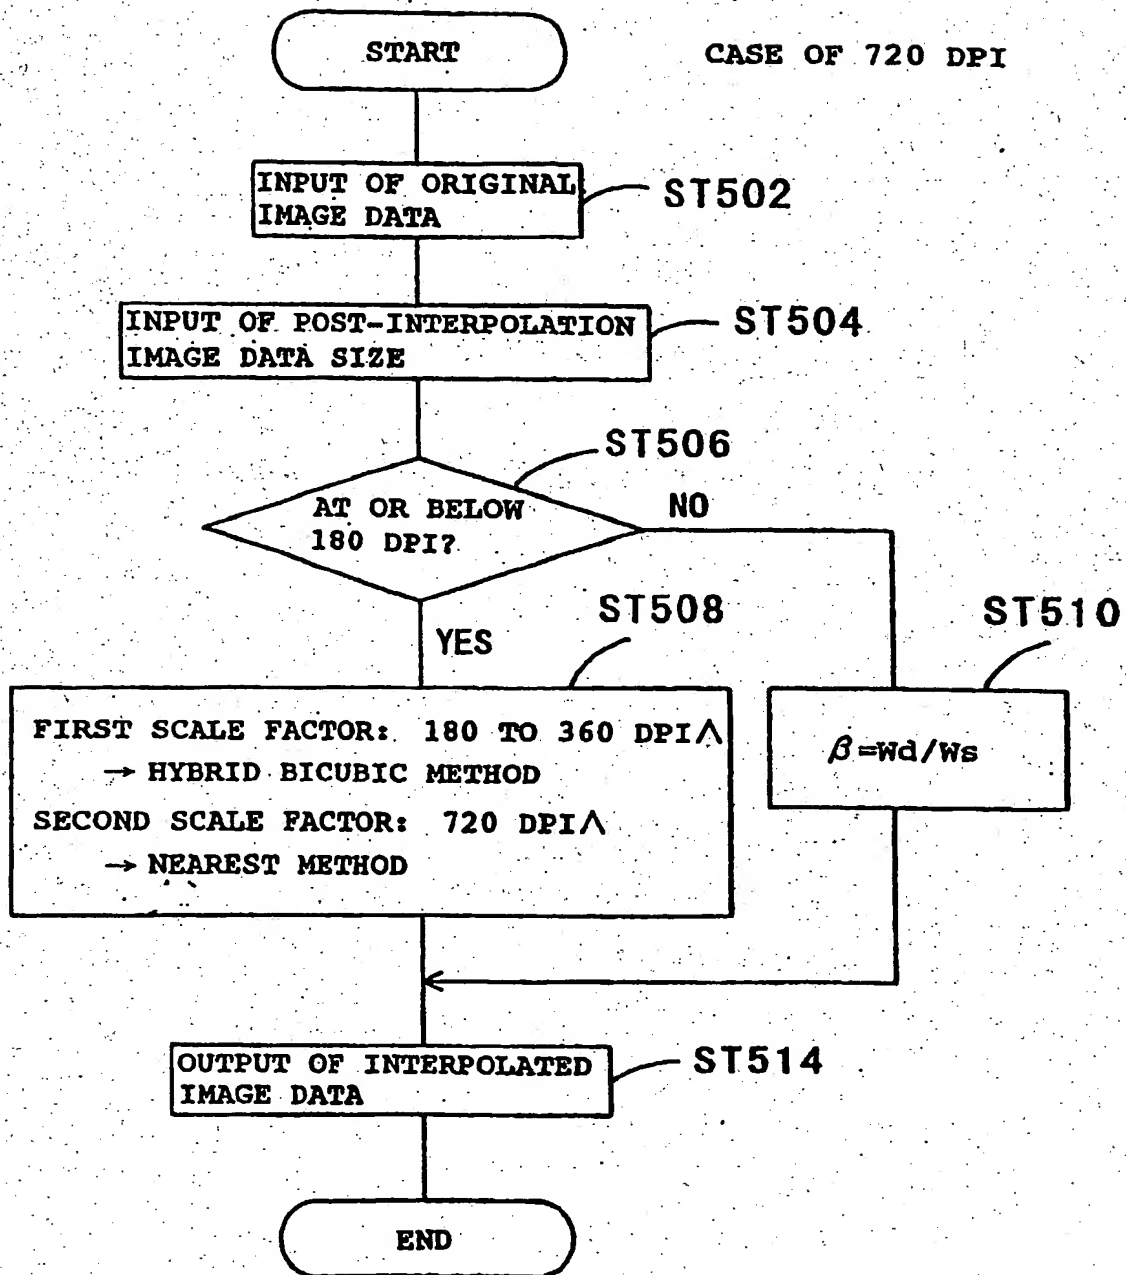 START
CASE OF 720 DPI
INPUT OF ORIGINAL
IMAGE DATA
ST502
INPUT OF POST-INTERPOLATION
IMAGE DATA SIZE
ST504
ST506
AT OR BELOW
180 DPI?
NO
YES
ST508
ST510
FIRST SCALE FACTOR: 180 TO 360 DPI∧
→ HYBRID BICUBIC METHOD
SECOND SCALE FACTOR: 720 DPI∧
→ NEAREST METHOD
β=Wd/Ws
OUTPUT OF INTERPOLATED
IMAGE DATA
ST514
END